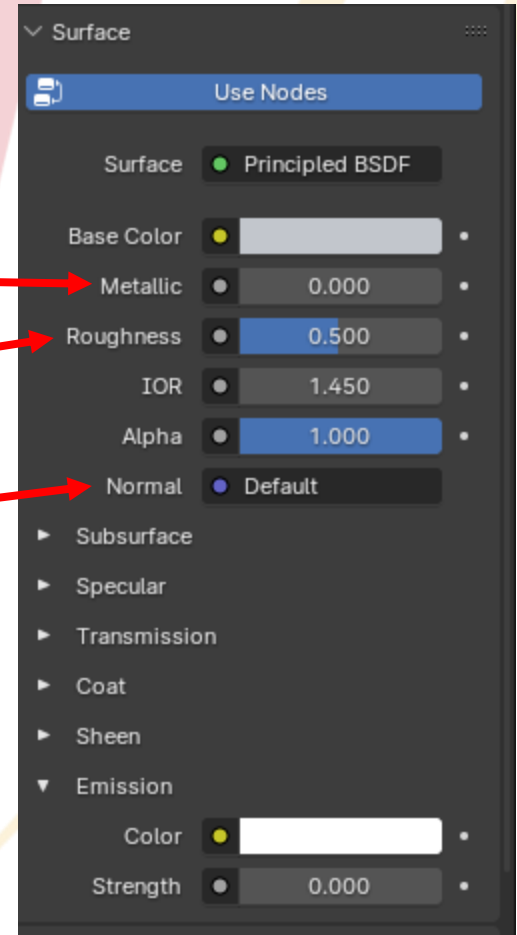 Surface
Use Nodes
Surface Principled BSDF
Base Color
Metallic 0.000
Roughness 0.500
IOR 1.450
Alpha 1.000
Normal Default
Subsurface
Specular
Transmission
Coat
Sheen
Emission
Color
Strength 0.000